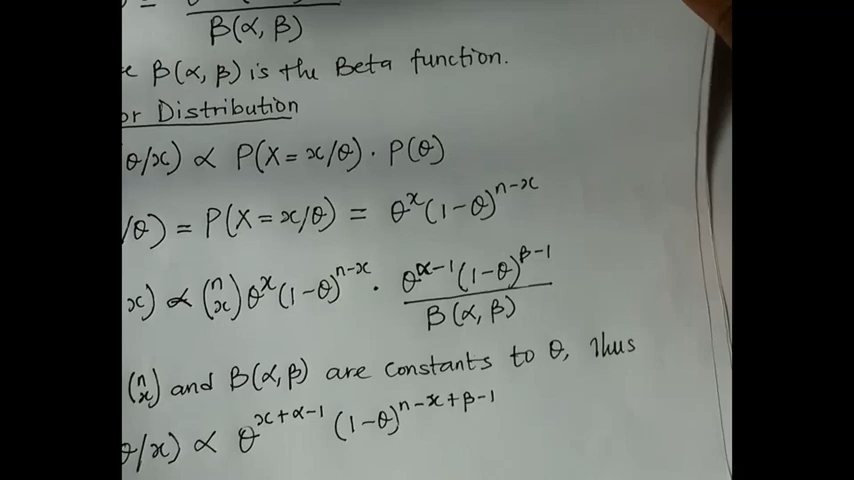 B(α, β)
B(α, β) is the Beta function.
Distribution
θ/x) ∝ P(X = x/θ) · P(θ)
/θ) = P(X = x/θ) = θ^x (1-θ)^{n-x}
x) ∝ (n x) θ^x (1-θ)^{n-x} · θ^{α-1} (1-θ)^{β-1} / B(α, β)
(n x) and B(α, β) are constants to θ, Thus
θ/x) ∝ θ^{x+α-1} (1-θ)^{n-x+β-1}